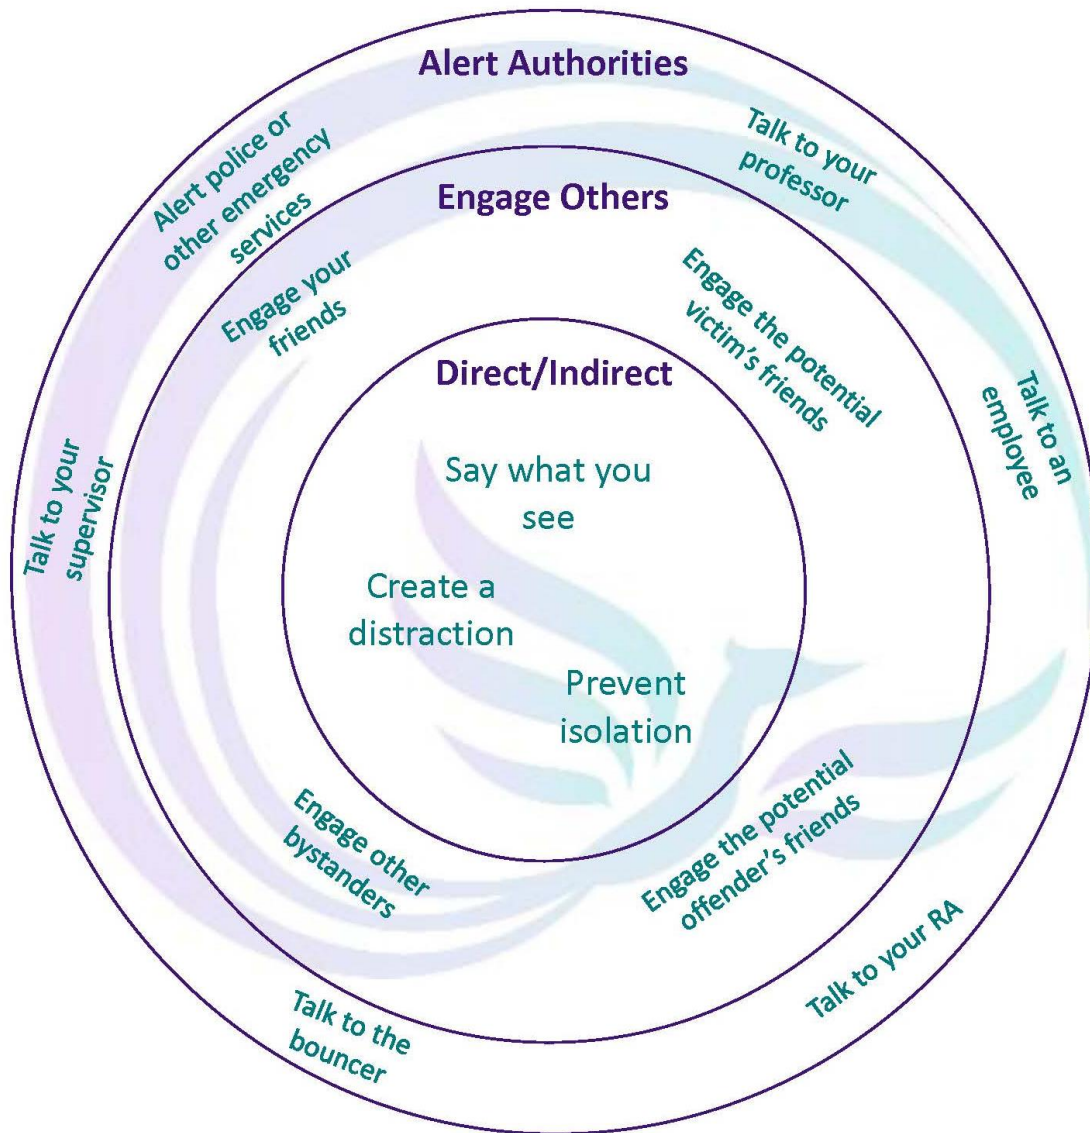 Alert Authorities
Alert police or
other emergency
services
Talk to your
professor
Talk to your
supervisor
Talk to an
employee
Talk to the
bouncer
Talk to your RA
Engage Others
Engage your
friends
Engage the potential
victim's friends
Engage other
bystanders
Engage the potential
offender's friends
Direct/Indirect
Say what you
see
Create a
distraction
Prevent
isolation